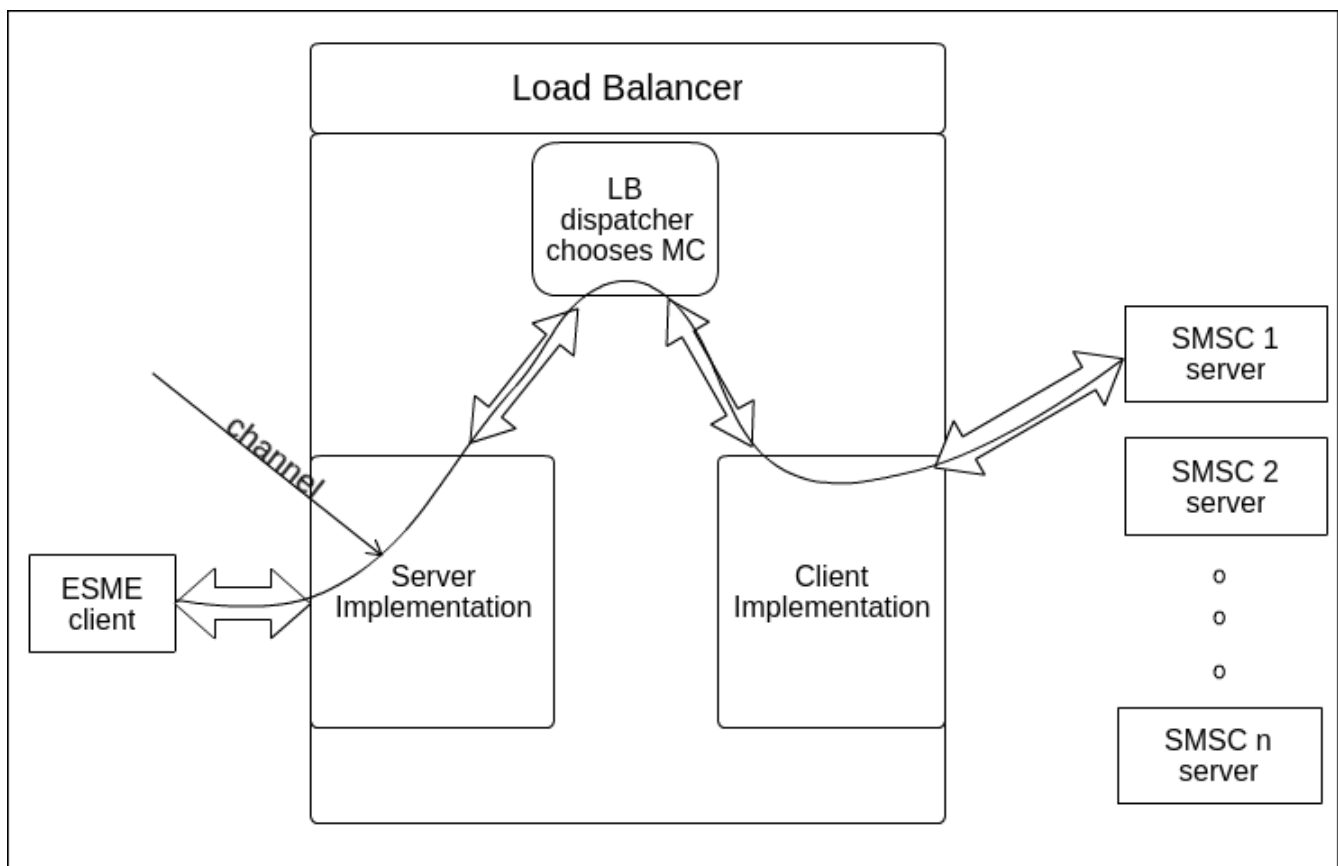 Load Balancer
LB
dispatcher
chooses MC
SMSC 1
server
channel
SMSC 2
server
ESME
client
Server
Implementation
Client
Implementation
o
o
o
SMSC n
server